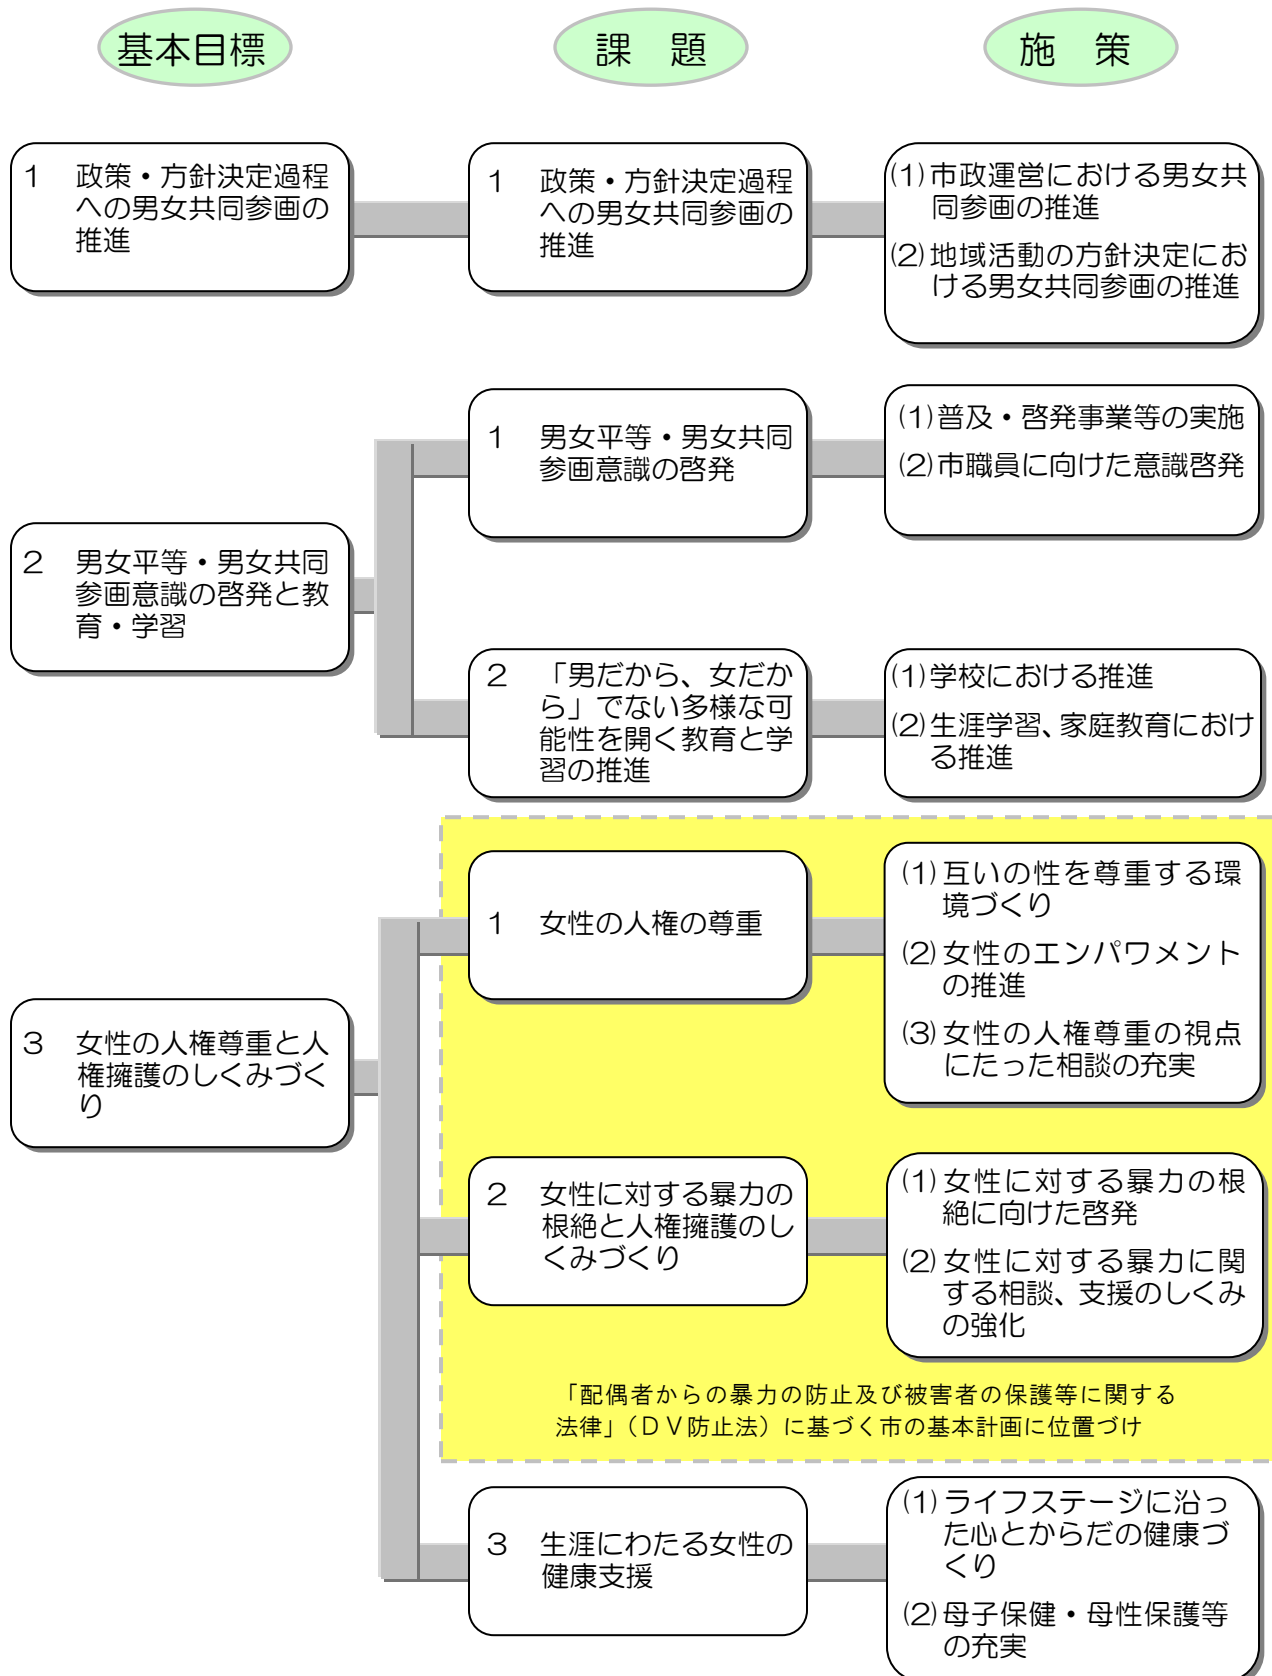 基本目標
課　題
施　策
1　政策・方針決定過程
への男女共同参画の
推進
1　政策・方針決定過程
への男女共同参画の
推進
(1)市政運営における男女共
同参画の推進
(2)地域活動の方針決定にお
ける男女共同参画の推進
2　男女平等・男女共同
参画意識の啓発と教
育・学習
1　男女平等・男女共同
参画意識の啓発
(1)普及・啓発事業等の実施
(2)市職員に向けた意識啓発
2　「男だから、女だか
ら」でない多様な可
能性を開く教育と学
習の推進
(1)学校における推進
(2)生涯学習、家庭教育におけ
る推進
3　女性の人権尊重と人
権擁護のしくみづく
り
1　女性の人権の尊重
(1)互いの性を尊重する環
境づくり
(2)女性のエンパワメント
の推進
(3)女性の人権尊重の視点
にたった相談の充実
2　女性に対する暴力の
根絶と人権擁護のし
くみづくり
(1)女性に対する暴力の根
絶に向けた啓発
(2)女性に対する暴力に関
する相談、支援のしくみ
の強化
「配偶者からの暴力の防止及び被害者の保護等に関する
法律」（ＤＶ防止法）に基づく市の基本計画に位置づけ
3　生涯にわたる女性の
健康支援
(1)ライフステージに沿っ
た心とからだの健康づ
くり
(2)母子保健・母性保護等
の充実